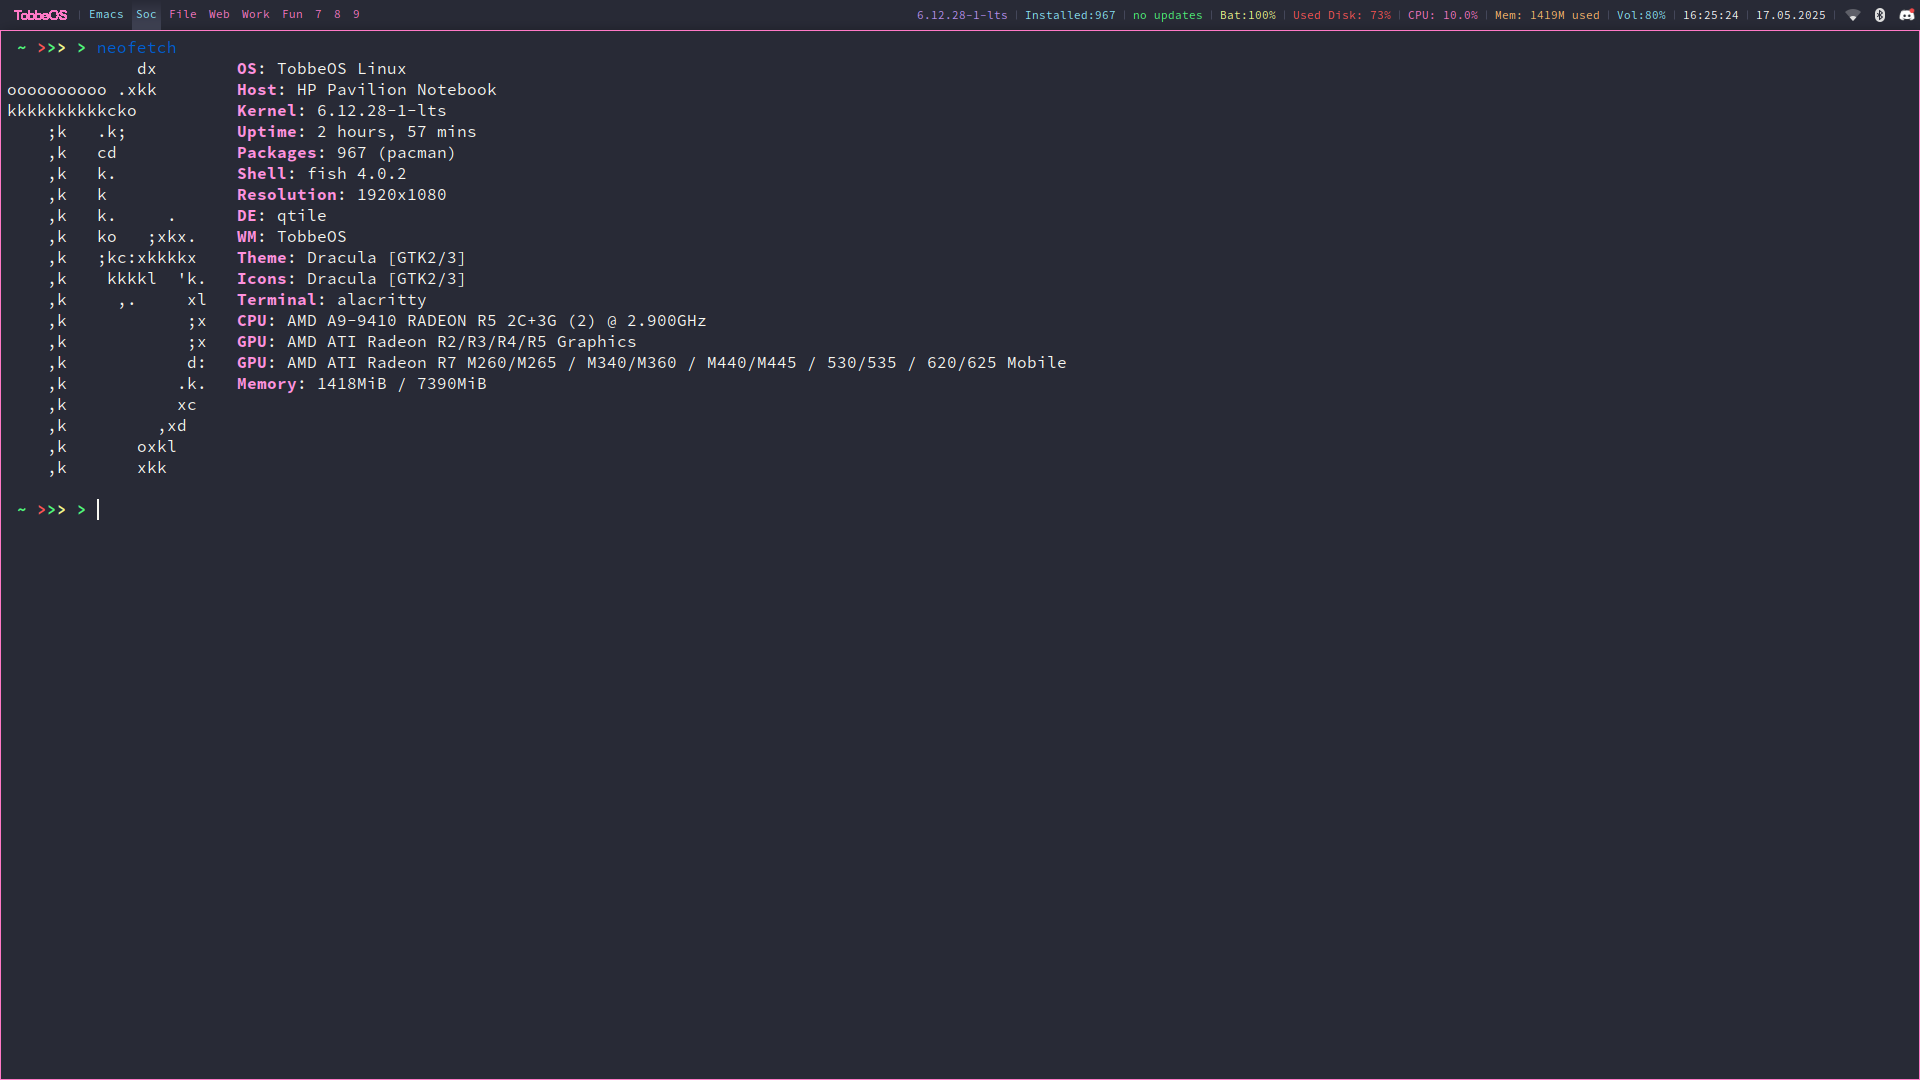 TobbeOS | Emacs Soc File Web Work Fun 7 8 9 6.12.28-1-lts | Installed:967 | no updates | Bat:100% | Used Disk: 73% | CPU: 10.0% | Mem: 1419M used | Vol:80% | 16:25:24 | 17.05.2025
~ >>> > neofetch
dx OS: TobbeOS Linux
oooooooooo .xkk Host: HP Pavilion Notebook
kkkkkkkkkkcko Kernel: 6.12.28-1-lts
;k .k; Uptime: 2 hours, 57 mins
,k cd Packages: 967 (pacman)
,k k. Shell: fish 4.0.2
,k k Resolution: 1920x1080
,k k. . DE: qtile
,k ko ;xkx. WM: TobbeOS
,k ;kc:xkkkkx Theme: Dracula [GTK2/3]
,k kkkkl 'k. Icons: Dracula [GTK2/3]
,k ,. xl Terminal: alacritty
,k ;x CPU: AMD A9-9410 RADEON R5 2C+3G (2) @ 2.900GHz
,k ;x GPU: AMD ATI Radeon R2/R3/R4/R5 Graphics
,k d: GPU: AMD ATI Radeon R7 M260/M265 / M340/M360 / M440/M445 / 530/535 / 620/625 Mobile
,k .k. Memory: 1418MiB / 7390MiB
,k xc
,k ,xd
,k oxkl
,k xkk
~ >>> >